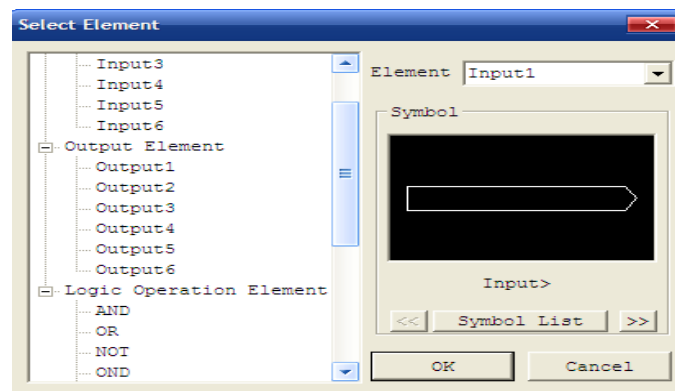 Select Element
Input3
Input4
Input5
Input6
Output Element
Output1
Output2
Output3
Output4
Output5
Output6
Logic Operation Element
AND
OR
NOT
OND
Element Input1
Symbol
Input>
<< Symbol List >>
OK Cancel